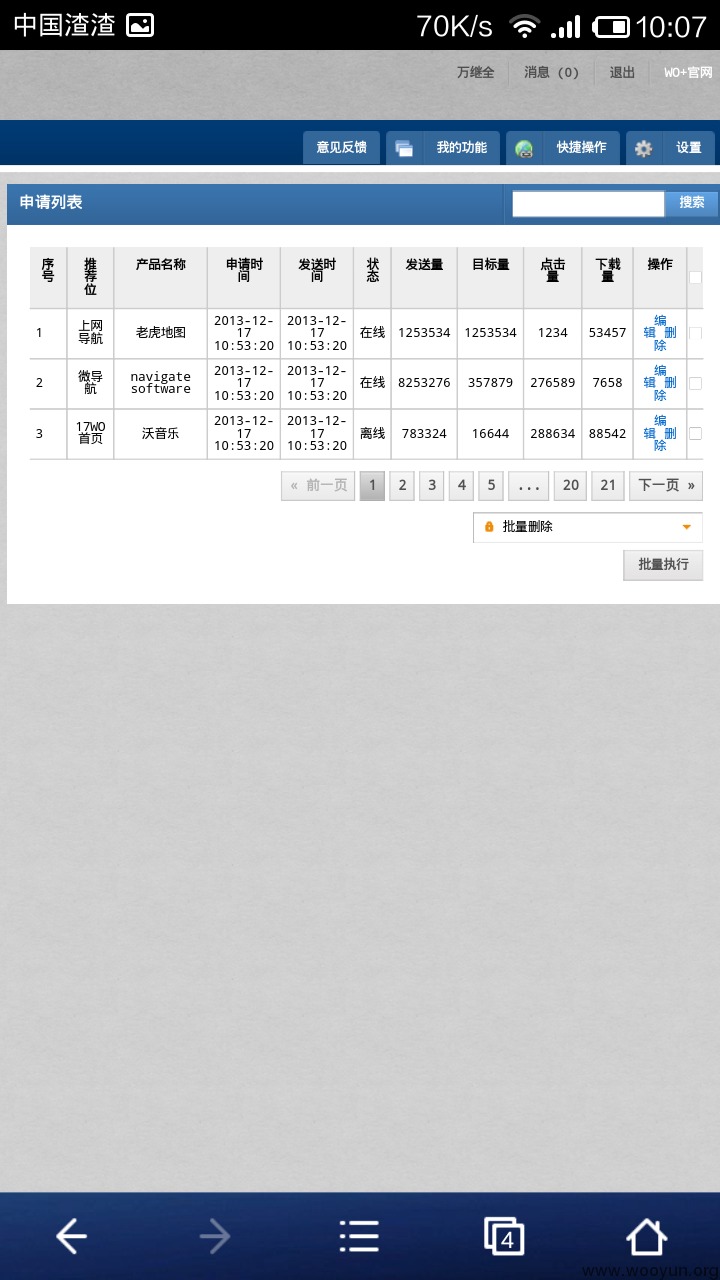 中国渣渣 70K/s 10:07
万继全 消息 (0) 退出 WO+官网
意见反馈 我的功能 快捷操作 设置
申请列表 搜索
序号 推荐位 产品名称 申请时间 发送时间 状态 发送量 目标量 点击量 下载量 操作
1 上网导航 老虎地图 2013-12-17 10:53:20 2013-12-17 10:53:20 在线 1253534 1253534 1234 53457 编辑 删除
2 微导航 navigate software 2013-12-17 10:53:20 2013-12-17 10:53:20 在线 8253276 357879 276589 7658 编辑 删除
3 17WO首页 沃音乐 2013-12-17 10:53:20 2013-12-17 10:53:20 离线 783324 16644 288634 88542 编辑 删除
« 前一页 1 2 3 4 5 ... 20 21 下一页 »
批量删除
批量执行
4
www.wooyun.org